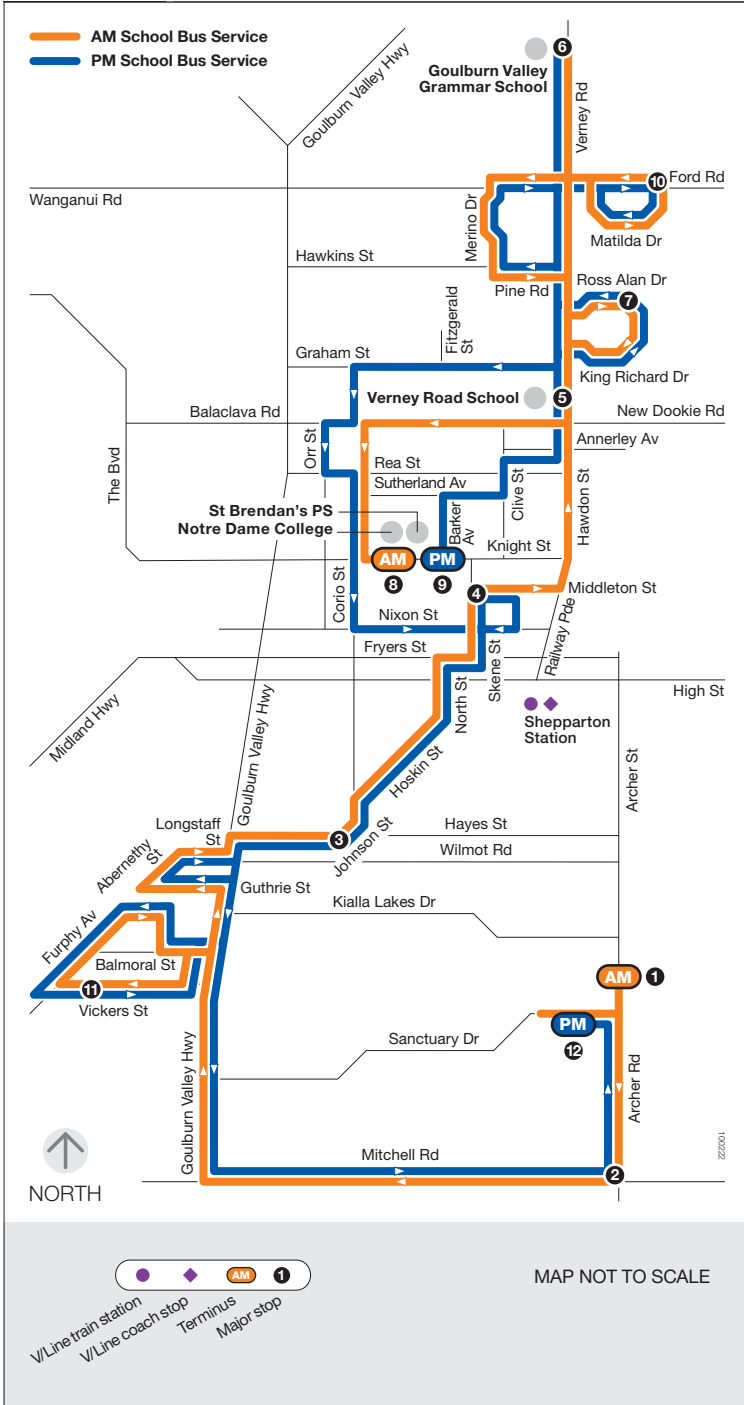 AM School Bus Service
PM School Bus Service
Goulburn Valley Hwy
6
Goulburn Valley
Grammar School
Verney Rd
Wanganui Rd
10
Ford Rd
Merino Dr
Matilda Dr
Hawkins St
Pine Rd
Ross Alan Dr
7
Fitzgerald
St
Graham St
King Richard Dr
Verney Road School
5
Balaclava Rd
New Dookie Rd
The Bvd
Orr St
Annerley Av
Rea St
Sutherland Av
Clive St
Hawdon St
St Brendan's PS
Notre Dame College
Barker
Av
Knight St
AM
PM
8
9
Corio St
4
Middleton St
Nixon St
Railway Pde
Fryers St
Skene St
North St
High St
Midland Hwy
Goulburn Valley Hwy
Shepparton
Station
Hoskin St
Archer St
Longstaff
St
3
Johnson St
Hayes St
Wilmot Rd
Abernethy
St
Guthrie St
Kialla Lakes Dr
Furphy Av
Balmoral St
11
Vickers St
AM
1
PM
12
Sanctuary Dr
Goulburn Valley Hwy
Archer Rd
Mitchell Rd
2
100222
NORTH
AM
1
V/Line train station
V/Line coach stop
Terminus
Major stop
MAP NOT TO SCALE